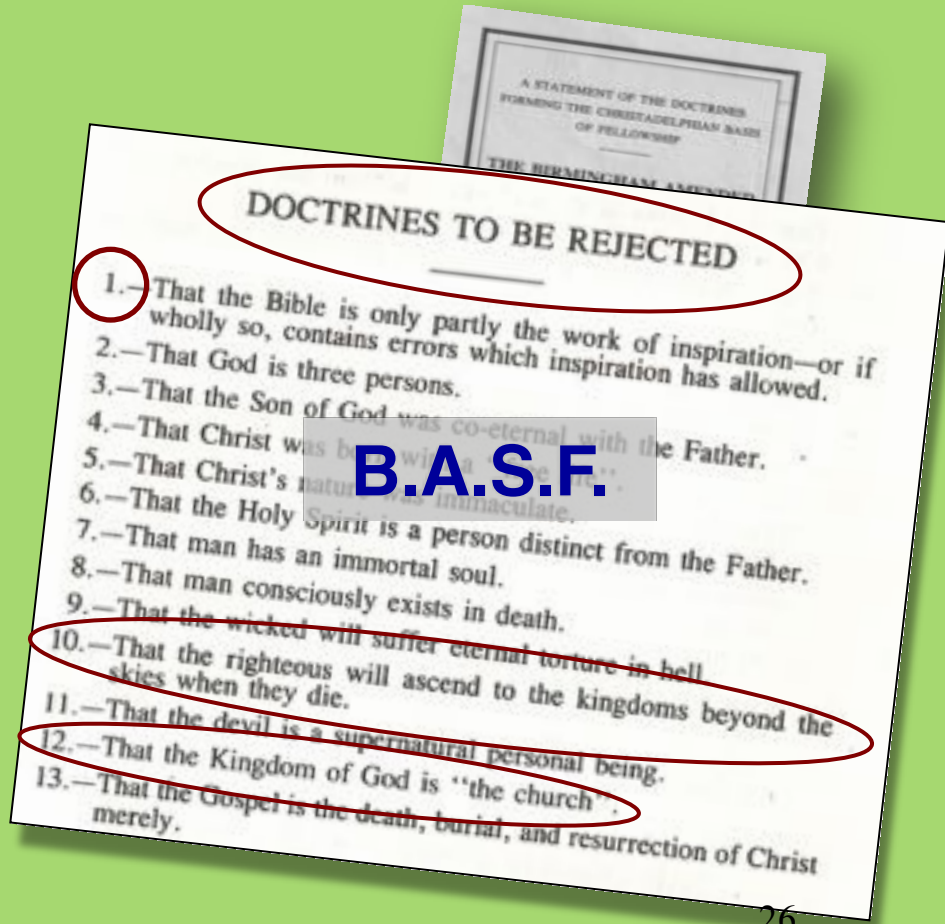 A STATEMENT OF THE DOCTRINES
FORMING THE CHRISTADELPHIAN BASIS
OF FELLOWSHIP
THE BIRMINGHAM AMENDED
DOCTRINES TO BE REJECTED
1.—That the Bible is only partly the work of inspiration—or if
wholly so, contains errors which inspiration has allowed.
2.—That God is three persons.
3.—That the Son of God was co-eternal with the Father.
4.—That Christ was born with a
5.—That Christ's nature was immaculate.
B.A.S.F.
6.—That the Holy Spirit is a person distinct from the Father.
7.—That man has an immortal soul.
8.—That man consciously exists in death.
9.—That the wicked will suffer eternal torture in hell.
10.—That the righteous will ascend to the kingdoms beyond the
skies when they die.
11.—That the devil is a supernatural personal being.
12.—That the Kingdom of God is ‘‘the church’’.
13.—That the Gospel is the death, burial, and resurrection of Christ
merely.
26